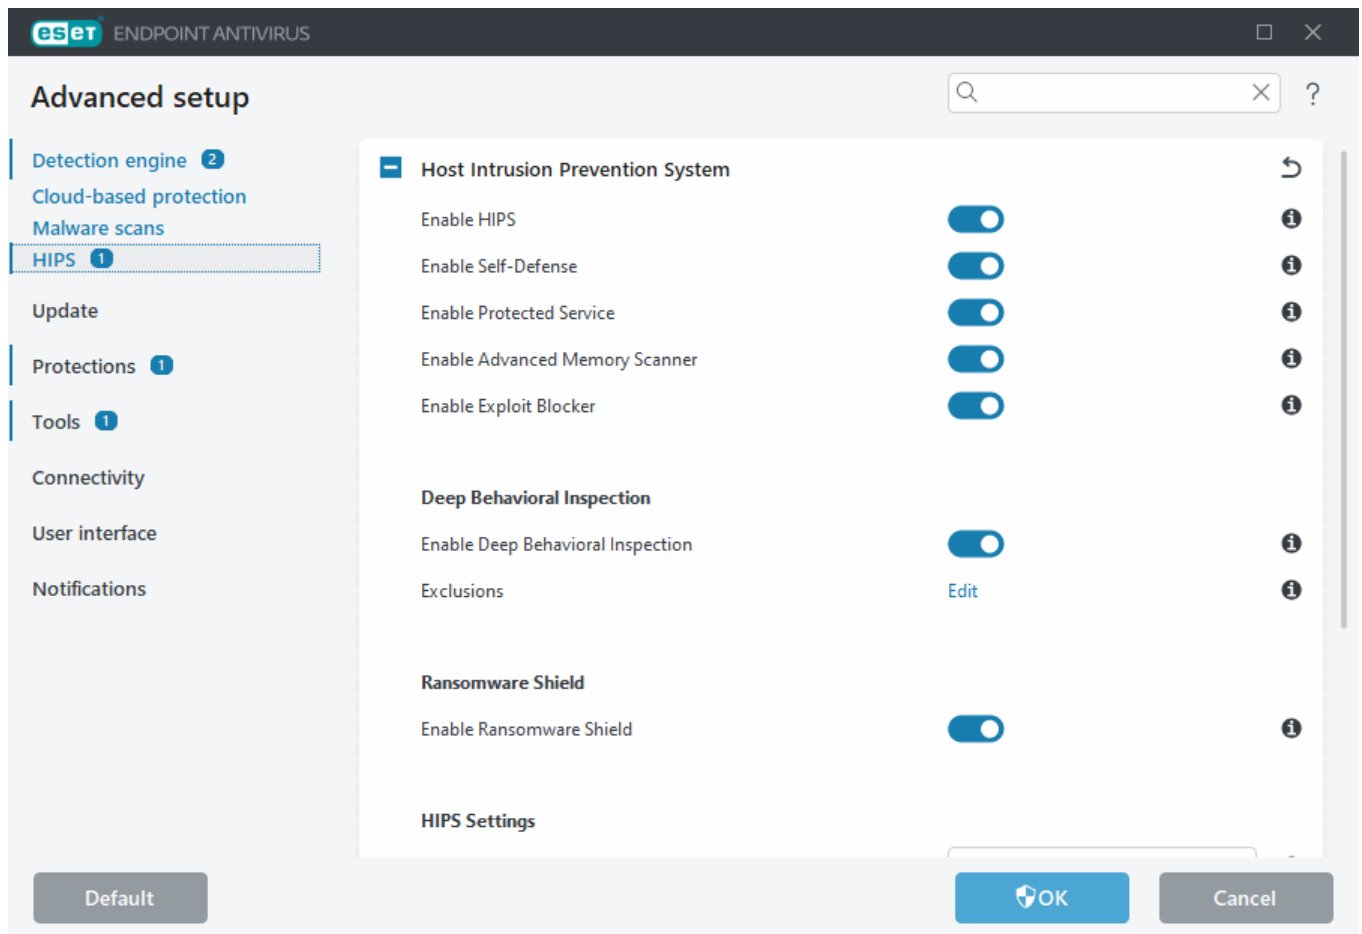 eset ENDPOINT ANTIVIRUS
Advanced setup
?
Detection engine 2
Cloud-based protection
Malware scans
HIPS 1
Update
Protections 1
Tools 1
Connectivity
User interface
Notifications
Host Intrusion Prevention System
Enable HIPS
Enable Self-Defense
Enable Protected Service
Enable Advanced Memory Scanner
Enable Exploit Blocker
Deep Behavioral Inspection
Enable Deep Behavioral Inspection
Exclusions Edit
Ransomware Shield
Enable Ransomware Shield
HIPS Settings
Default OK Cancel